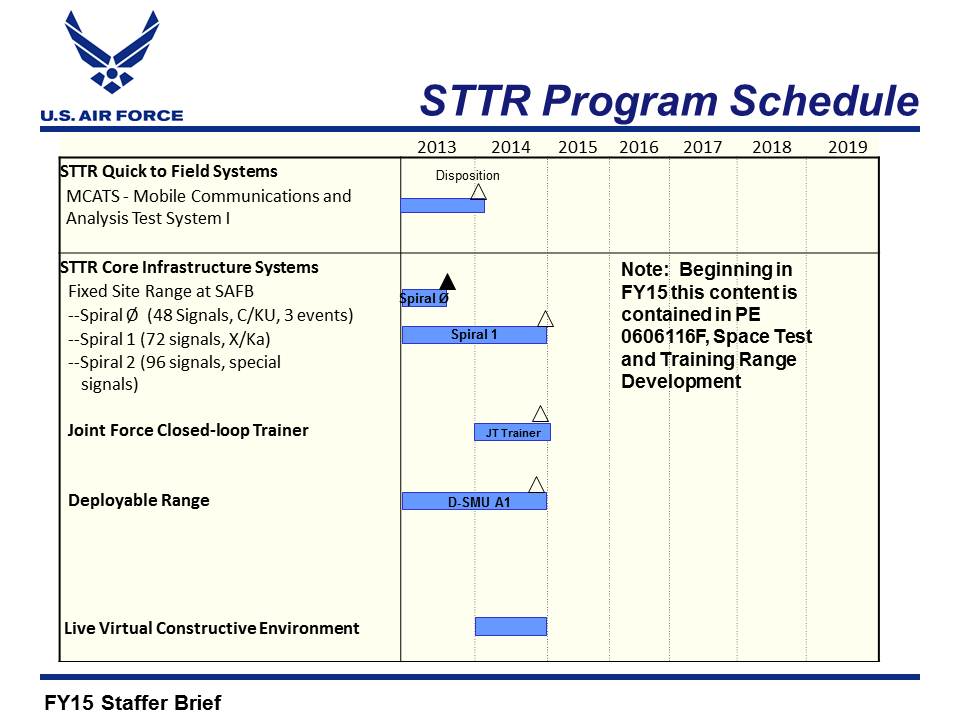 U.S. AIR FORCE
STTR Program Schedule
2013 2014 2015 2016 2017 2018 2019
STTR Quick to Field Systems
MCATS - Mobile Communications and
Analysis Test System I
Disposition
STTR Core Infrastructure Systems
Fixed Site Range at SAFB
--Spiral Ø (48 Signals, C/KU, 3 events)
--Spiral 1 (72 signals, X/Ka)
--Spiral 2 (96 signals, special
signals)
Spiral Ø
Spiral 1
Note: Beginning in
FY15 this content is
contained in PE
0606116F, Space Test
and Training Range
Development
Joint Force Closed-loop Trainer
JT Trainer
Deployable Range
D-SMU A1
Live Virtual Constructive Environment
FY15 Staffer Brief